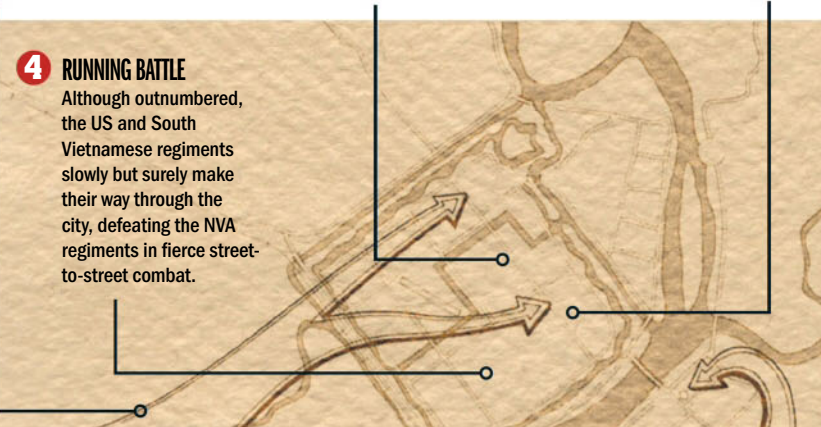 4 RUNNING BATTLE
Although outnumbered,
the US and South
Vietnamese regiments
slowly but surely make
their way through the
city, defeating the NVA
regiments in fierce street-
to-street combat.